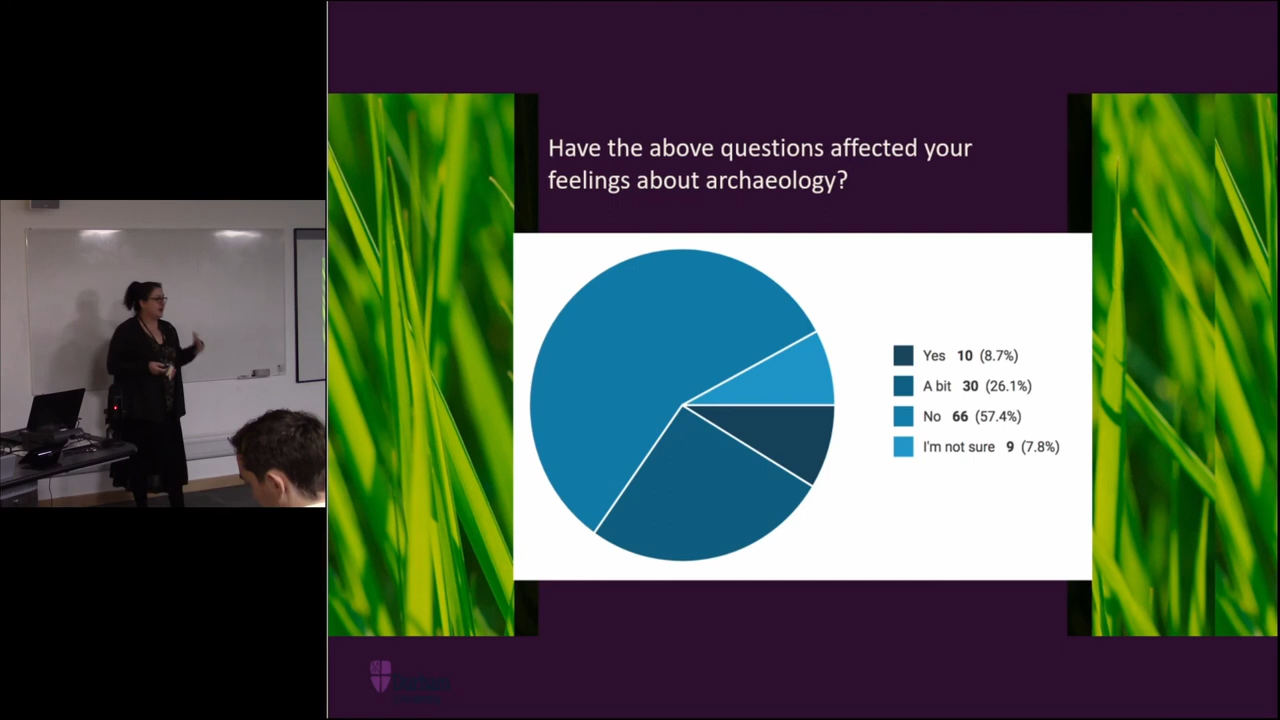 Have the above questions affected your
feelings about archaeology?
Yes 10 (8.7%)
A bit 30 (26.1%)
No 66 (57.4%)
I'm not sure 9 (7.8%)